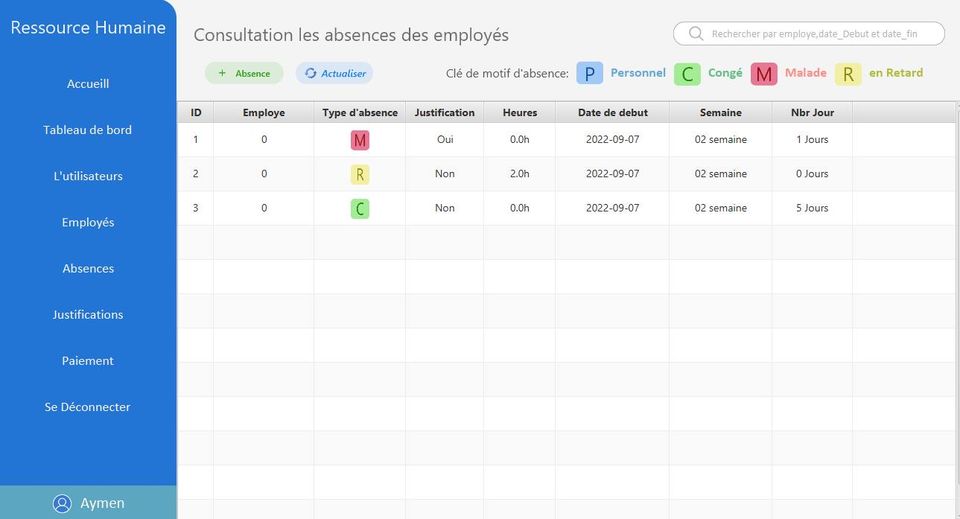 Ressource Humaine
Accueill
Tableau de bord
L'utilisateurs
Employés
Absences
Justifications
Paiement
Se Déconnecter
Aymen
Consultation les absences des employés
Rechercher par employe,date_Debut et date_fin
+ Absence Actualiser Clé de motif d'absence: P Personnel C Congé M Malade R en Retard
ID Employe Type d'absence Justification Heures Date de debut Semaine Nbr Jour
1 0 M Oui 0.0h 2022-09-07 02 semaine 1 Jours
2 0 R Non 2.0h 2022-09-07 02 semaine 0 Jours
3 0 C Non 0.0h 2022-09-07 02 semaine 5 Jours